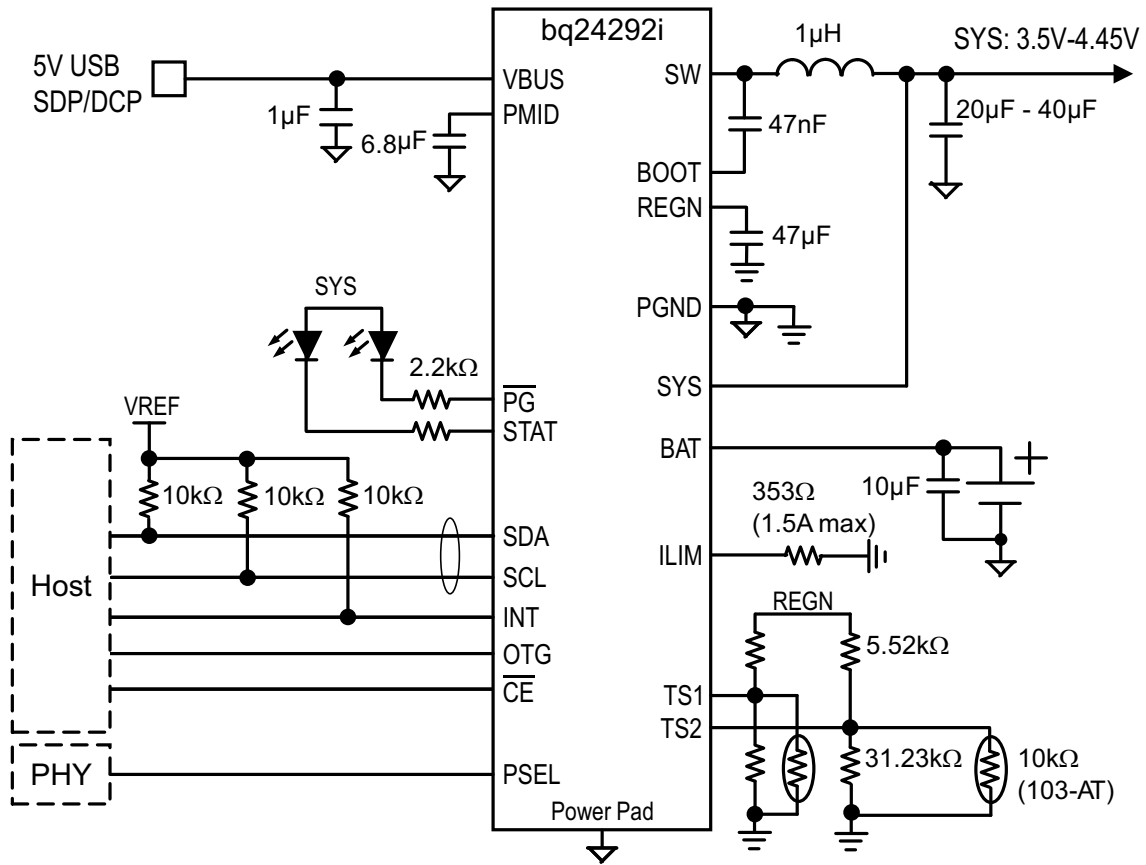 bq24292i
5V USB
SDP/DCP
VBUS
PMID
1µF
6.8µF
SW
1µH
SYS: 3.5V-4.45V
47nF
20µF - 40µF
BOOT
REGN
47µF
PGND
SYS
SYS
2.2kΩ
PG
STAT
VREF
BAT
10µF
+
10kΩ
10kΩ
10kΩ
353Ω
(1.5A max)
ILIM
Host
SDA
SCL
INT
OTG
CE
REGN
5.52kΩ
TS1
TS2
31.23kΩ
10kΩ
(103-AT)
PHY
PSEL
Power Pad